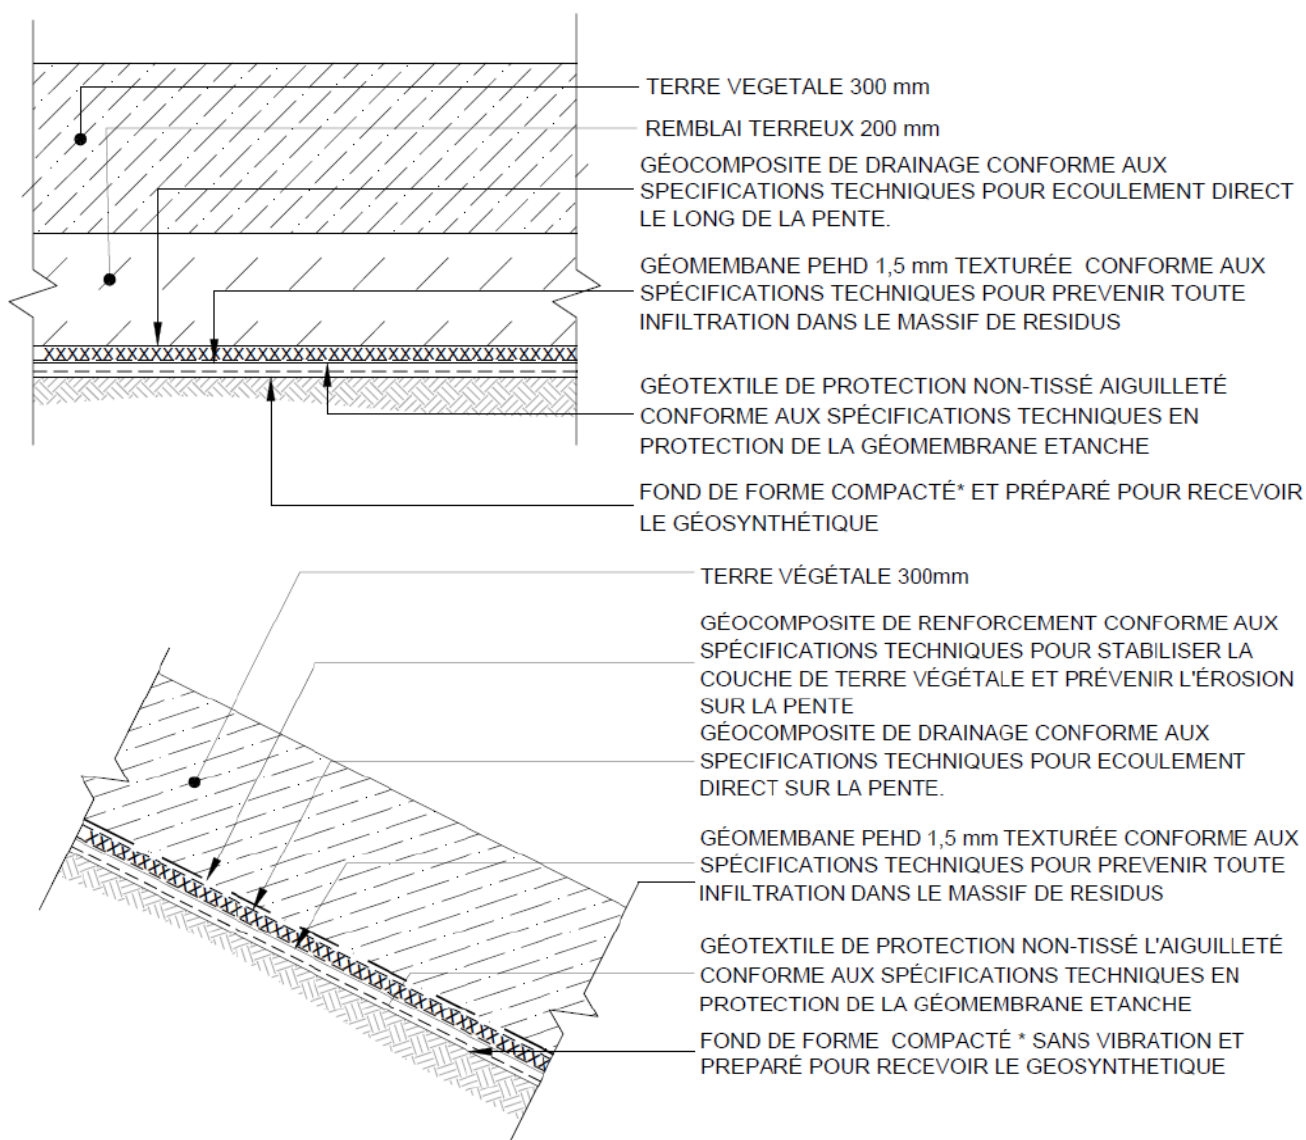 TERRE VEGETALE 300 mm
REMBLAI TERREUX 200 mm
GÉOCOMPOSITE DE DRAINAGE CONFORME AUX
SPECIFICATIONS TECHNIQUES POUR ECOULEMENT DIRECT
LE LONG DE LA PENTE.
GÉOMEMBANE PEHD 1,5 mm TEXTURÉE CONFORME AUX
SPÉCIFICATIONS TECHNIQUES POUR PREVENIR TOUTE
INFILTRATION DANS LE MASSIF DE RESIDUS
GÉOTEXTILE DE PROTECTION NON-TISSÉ AIGUILLETÉ
CONFORME AUX SPÉCIFICATIONS TECHNIQUES EN
PROTECTION DE LA GÉOMEMBRANE ETANCHE
FOND DE FORME COMPACTÉ* ET PRÉPARÉ POUR RECEVOIR
LE GÉOSYNTHÉTIQUE
TERRE VÉGÉTALE 300mm
GÉOCOMPOSITE DE RENFORCEMENT CONFORME AUX
SPÉCIFICATIONS TECHNIQUES POUR STABILISER LA
COUCHE DE TERRE VÉGÉTALE ET PRÉVENIR L'ÉROSION
SUR LA PENTE
GÉOCOMPOSITE DE DRAINAGE CONFORME AUX
SPECIFICATIONS TECHNIQUES POUR ECOULEMENT
DIRECT SUR LA PENTE.
GÉOMEMBANE PEHD 1,5 mm TEXTURÉE CONFORME AUX
SPÉCIFICATIONS TECHNIQUES POUR PREVENIR TOUTE
INFILTRATION DANS LE MASSIF DE RESIDUS
GÉOTEXTILE DE PROTECTION NON-TISSÉ L'AIGUILLETÉ
CONFORME AUX SPÉCIFICATIONS TECHNIQUES EN
PROTECTION DE LA GÉOMEMBRANE ETANCHE
FOND DE FORME COMPACTÉ * SANS VIBRATION ET
PREPARÉ POUR RECEVOIR LE GEOSYNTHETIQUE